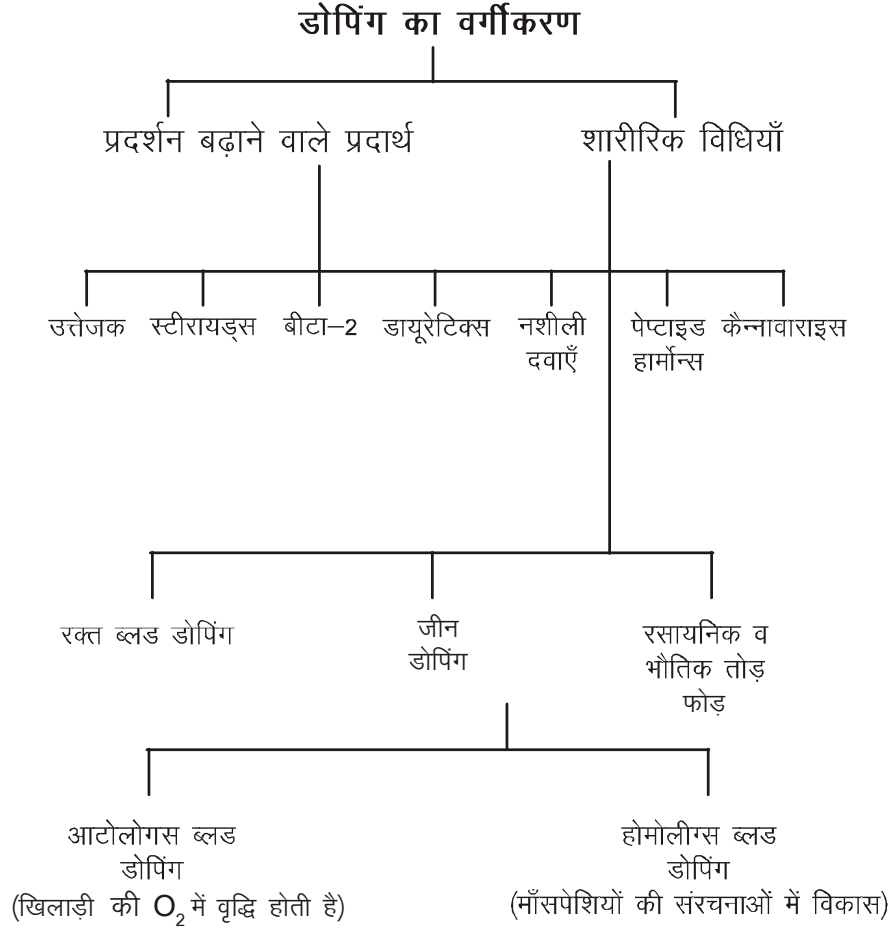 डोपिंग का वर्गीकरण
प्रदर्शन बढ़ाने वाले प्रदार्थ
शारीरिक विधियाँ
उत्तेजक
स्टीरायड्स
बीटा–2
डायूरेटिक्स
नशीली
दवाएँ
पेप्टाइड
हार्मोन्स
कैन्नावाराइस
रक्त ब्लड डोपिंग
जीन
डोपिंग
रसायनिक व
भौतिक तोड़
फोड़
आटोलोगस ब्लड
डोपिंग
(खिलाड़ी की O₂ में वृद्धि होती है)
होमोलीग्स ब्लड
डोपिंग
(माँसपेशियों की संरचनाओं में विकास)